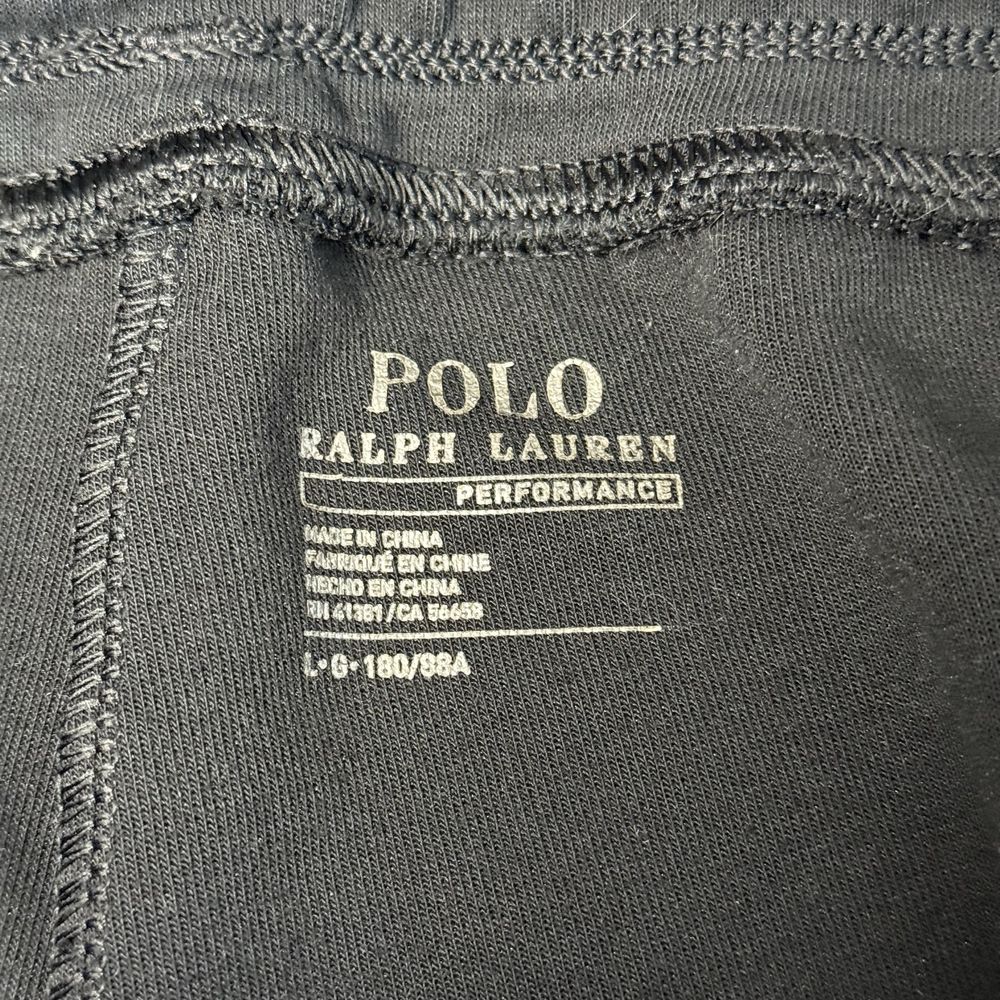 POLO
RALPH LAUREN
PERFORMANCE
MADE IN CHINA
FABRIQUÉ EN CHINE
HECHO EN CHINA
RN 41381/CA 56658
L•G•180/88A